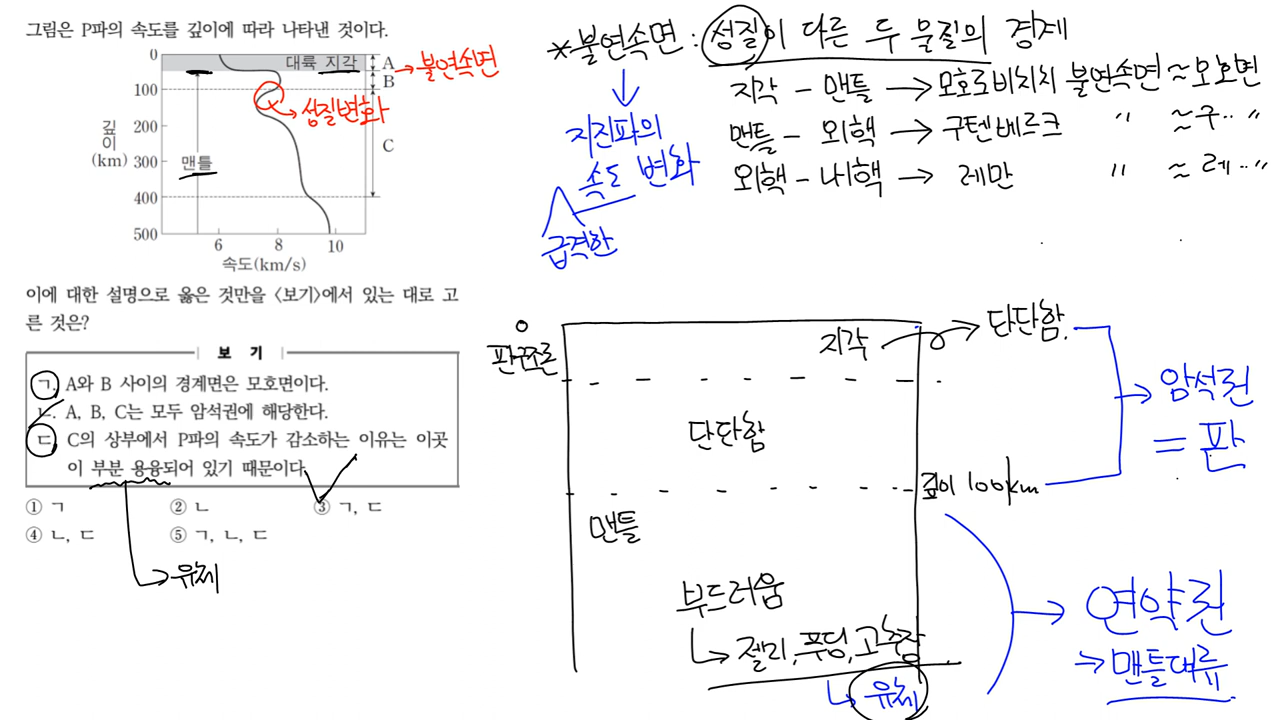 그림은 P파의 속도를 깊이에 따라 나타낸 것이다.
0
100
200
300
400
500
깊이
(km)
대륙 지각
맨틀
A
B
C
6 8 10
속도(km/s)
→ 불연속면
→ 성질변화
이에 대한 설명으로 옳은 것만을 〈보기〉에서 있는 대로 고
른 것은?
보 기
ㄱ. A와 B 사이의 경계면은 모호면이다.
ㄴ. A, B, C는 모두 암석권에 해당한다.
ㄷ. C의 상부에서 P파의 속도가 감소하는 이유는 이곳
이 부분 용융되어 있기 때문이다.
① ㄱ ② ㄴ ③ ㄱ, ㄷ
④ ㄴ, ㄷ ⑤ ㄱ, ㄴ, ㄷ
→ 유체
*불연속면 : 성질이 다른 두 물질의 경제
지각 - 맨틀 → 모호로비치치 불연속면 ≈ 모호면
맨틀 - 외핵 → 구텐베르크 〃 ≈ 구.. 〃
외핵 - 내핵 → 레만 〃 ≈ 레.. 〃
↓
지진파의
속도 변화
급격한
판구조론
지각 → 단단함.
단단함
깊이 100km
→ 암석권
= 판
맨틀
부드러움
→ 젤리, 푸딩, 고추장
→ 유체
→ 연약권
→ 맨틀대류